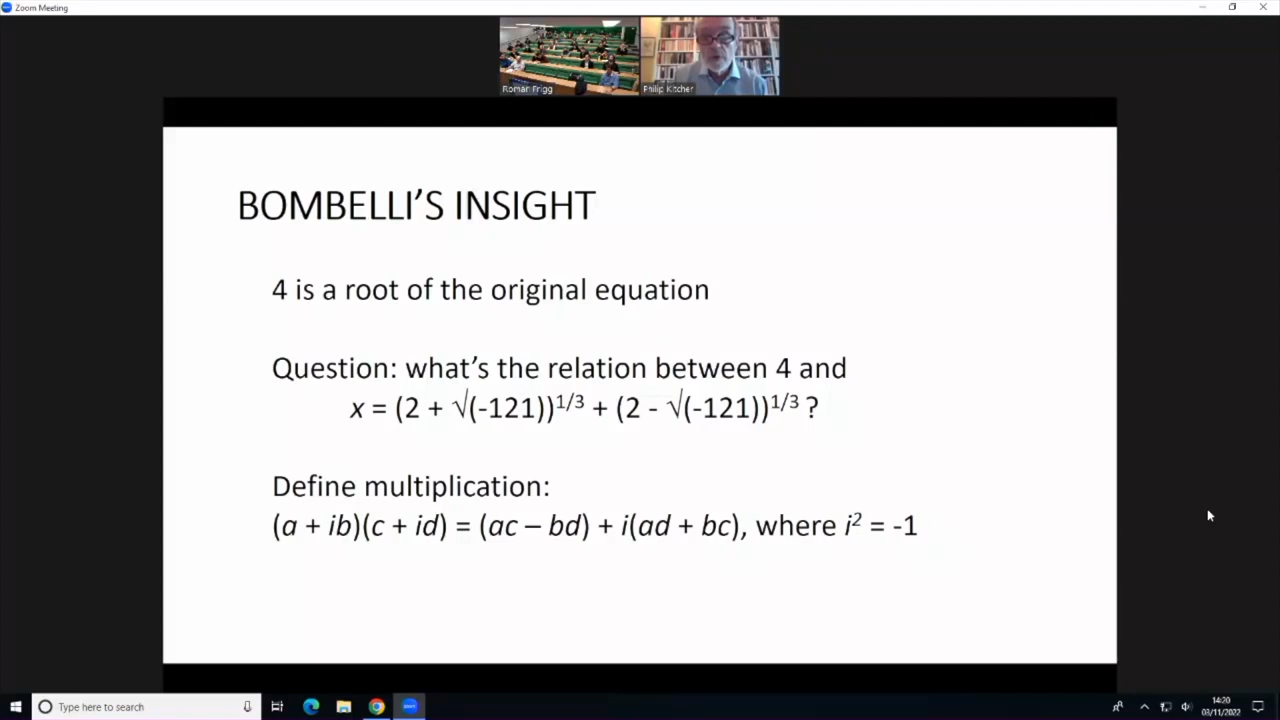 Zoom Meeting
Roman Frigg
Philip Kitcher
BOMBELLI'S INSIGHT
4 is a root of the original equation
Question: what's the relation between 4 and
x = (2 + √(-121))^1/3 + (2 - √(-121))^1/3 ?
Define multiplication:
(a + ib)(c + id) = (ac – bd) + i(ad + bc), where i² = -1
Type here to search
14:20
03/11/2022